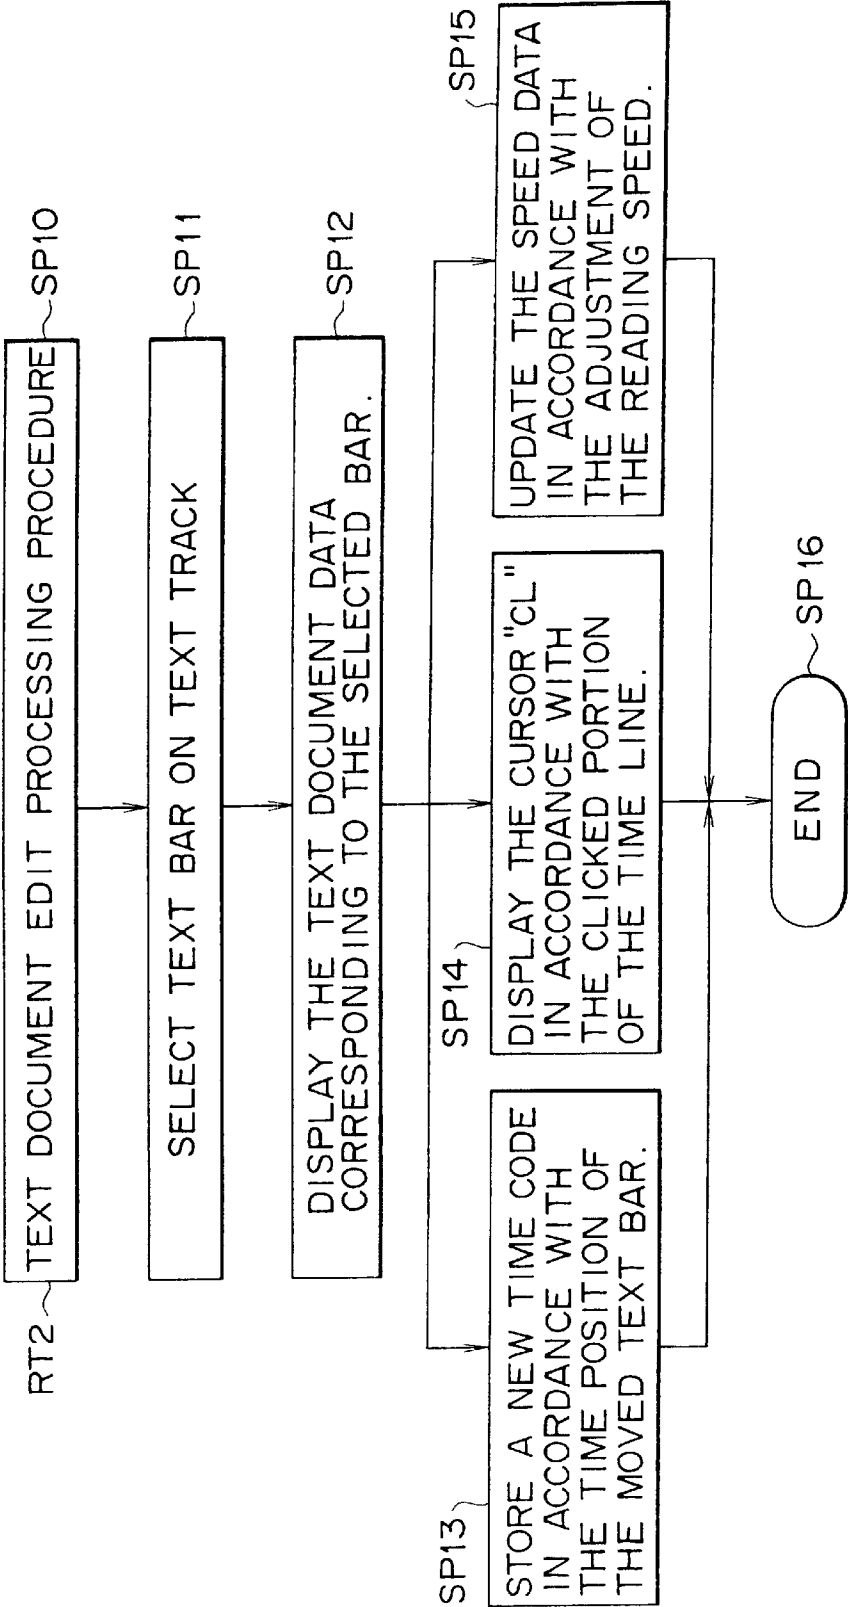 RT2
TEXT DOCUMENT EDIT PROCESSING PROCEDURE
SP10
SELECT TEXT BAR ON TEXT TRACK
SP11
DISPLAY THE TEXT DOCUMENT DATA
CORRESPONDING TO THE SELECTED BAR.
SP12
SP13
STORE A NEW TIME CODE
IN ACCORDANCE WITH
THE TIME POSITION OF
THE MOVED TEXT BAR.
SP14
DISPLAY THE CURSOR "CL"
IN ACCORDANCE WITH
THE CLICKED PORTION
OF THE TIME LINE.
SP15
UPDATE THE SPEED DATA
IN ACCORDANCE WITH
THE ADJUSTMENT OF
THE READING SPEED.
END
SP16